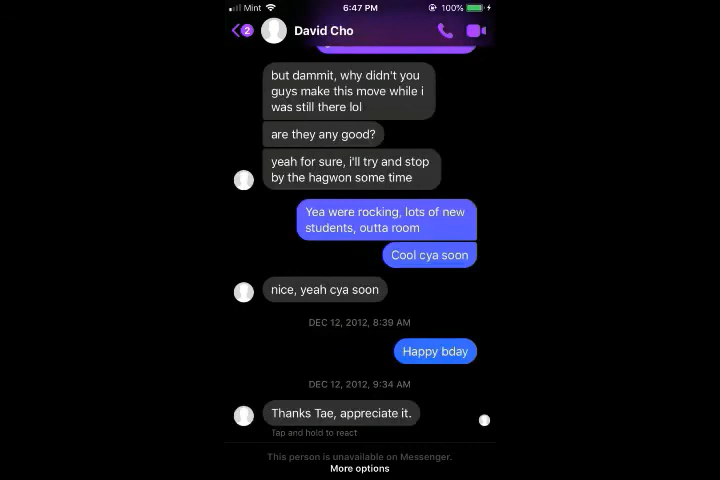 Mint 6:47 PM 100%
2 David Cho
but dammit, why didn't you
guys make this move while i
was still there lol
are they any good?
yeah for sure, i'll try and stop
by the hagwon some time
Yea were rocking, lots of new
students, outta room
Cool cya soon
nice, yeah cya soon
DEC 12, 2012, 8:39 AM
Happy bday
DEC 12, 2012, 9:34 AM
Thanks Tae, appreciate it.
Tap and hold to react
This person is unavailable on Messenger.
More options